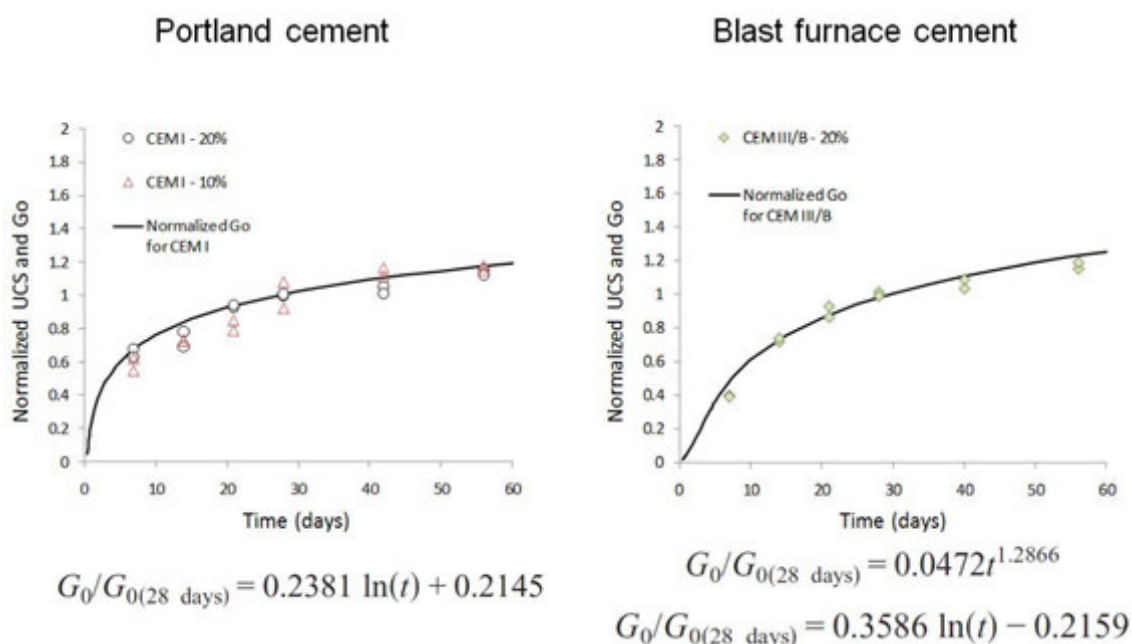 Portland cement
Blast furnace cement
Normalized UCS and Go
2
1.8
1.6
1.4
1.2
1
0.8
0.6
0.4
0.2
0
CEM I - 20%
CEM I - 10%
Normalized Go
for CEM I
0 10 20 30 40 50 60
Time (days)
G₀/G₀(28 days) = 0.2381 ln(t) + 0.2145
Normalized UCS and Go
2
1.8
1.6
1.4
1.2
1
0.8
0.6
0.4
0.2
0
CEM III/B - 20%
Normalized Go
for CEM III/B
0 10 20 30 40 50 60
Time (days)
G₀/G₀(28 days) = 0.0472t^1.2866
G₀/G₀(28 days) = 0.3586 ln(t) − 0.2159